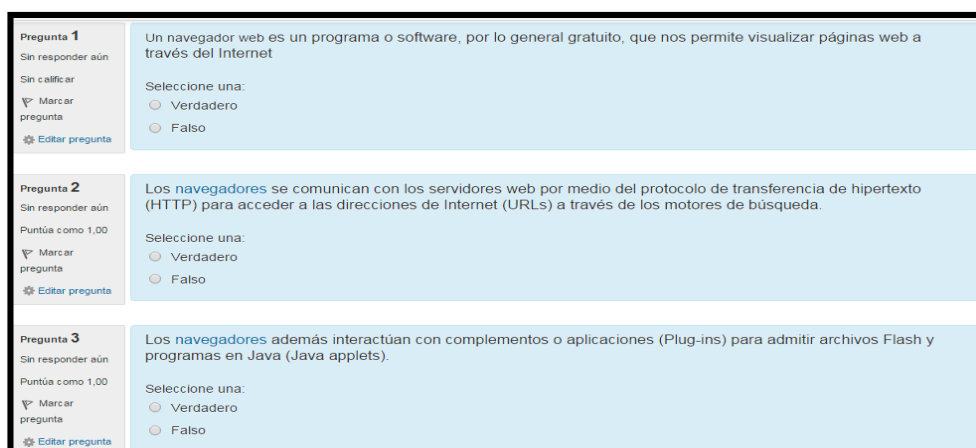 Pregunta 1
Sin responder aún
Sin calificar
Marcar
pregunta
Editar pregunta
Un navegador web es un programa o software, por lo general gratuito, que nos permite visualizar páginas web a
través del Internet
Seleccione una:
Verdadero
Falso
Pregunta 2
Sin responder aún
Puntúa como 1,00
Marcar
pregunta
Editar pregunta
Los navegadores se comunican con los servidores web por medio del protocolo de transferencia de hipertexto
(HTTP) para acceder a las direcciones de Internet (URLs) a través de los motores de búsqueda.
Seleccione una:
Verdadero
Falso
Pregunta 3
Sin responder aún
Puntúa como 1,00
Marcar
pregunta
Editar pregunta
Los navegadores además interactúan con complementos o aplicaciones (Plug-ins) para admitir archivos Flash y
programas en Java (Java applets).
Seleccione una:
Verdadero
Falso